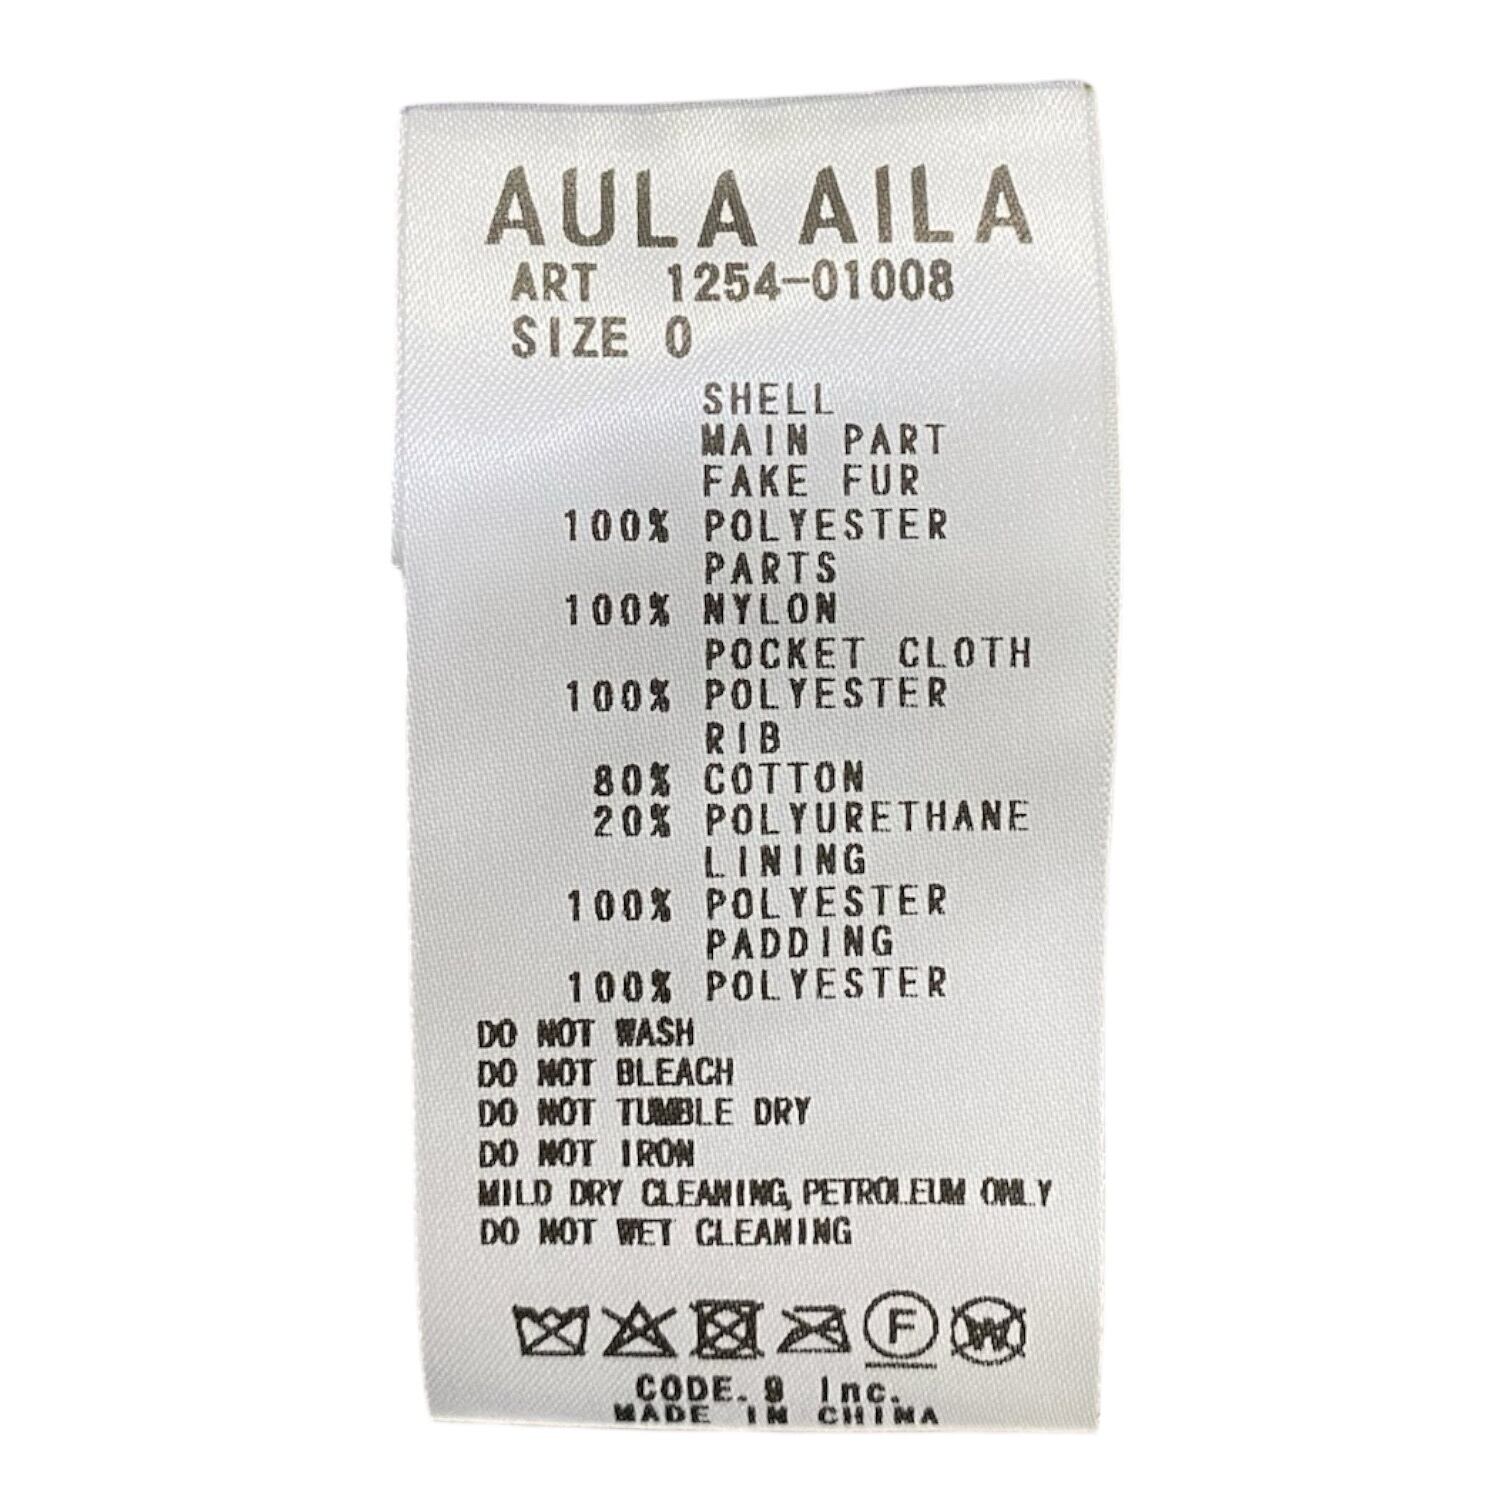 AULA AILA
ART 1254-01008
SIZE 0
SHELL
MAIN PART
FAKE FUR
100% POLYESTER
PARTS
100% NYLON
POCKET CLOTH
100% POLYESTER
RIB
80% COTTON
20% POLYURETHANE
LINING
100% POLYESTER
PADDING
100% POLYESTER
DO NOT WASH
DO NOT BLEACH
DO NOT TUMBLE DRY
DO NOT IRON
MILD DRY CLEANING, PETROLEUM ONLY
DO NOT WET CLEANING
F W
CODE. 9 Inc.
MADE IN CHINA